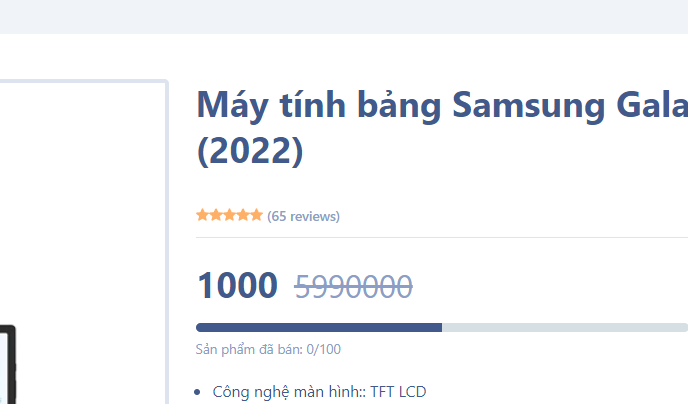 Máy tính bảng Samsung Gala
(2022)
(65 reviews)
1000 5990000
Sản phẩm đã bán: 0/100
Công nghệ màn hình:: TFT LCD